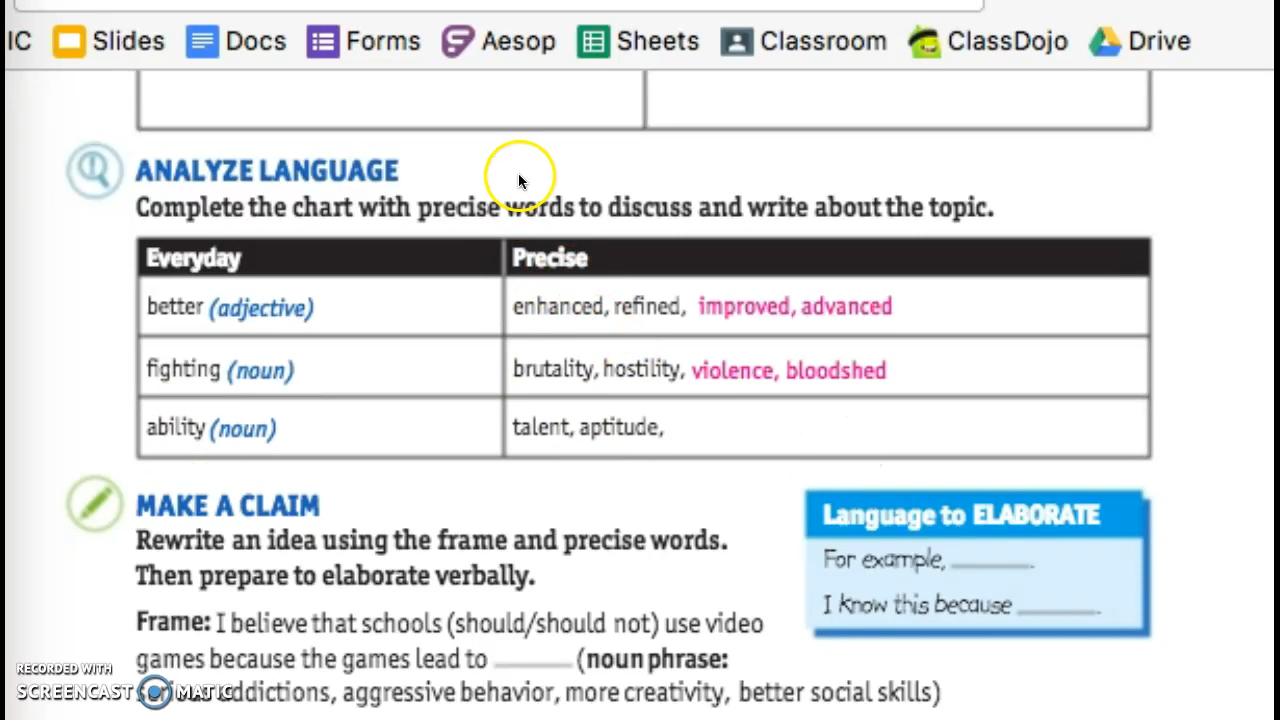 IC Slides Docs Forms Aesop Sheets Classroom ClassDojo Drive
ANALYZE LANGUAGE
Complete the chart with precise words to discuss and write about the topic.
Everyday Precise
better (adjective) enhanced, refined, improved, advanced
fighting (noun) brutality, hostility, violence, bloodshed
ability (noun) talent, aptitude,
MAKE A CLAIM
Rewrite an idea using the frame and precise words.
Then prepare to elaborate verbally.
Language to ELABORATE
For example, ________.
I know this because ________.
Frame: I believe that schools (should/should not) use video
games because the games lead to ________ (noun phrase:
addictions, aggressive behavior, more creativity, better social skills)
RECORDED WITH
SCREENCAST MATIC